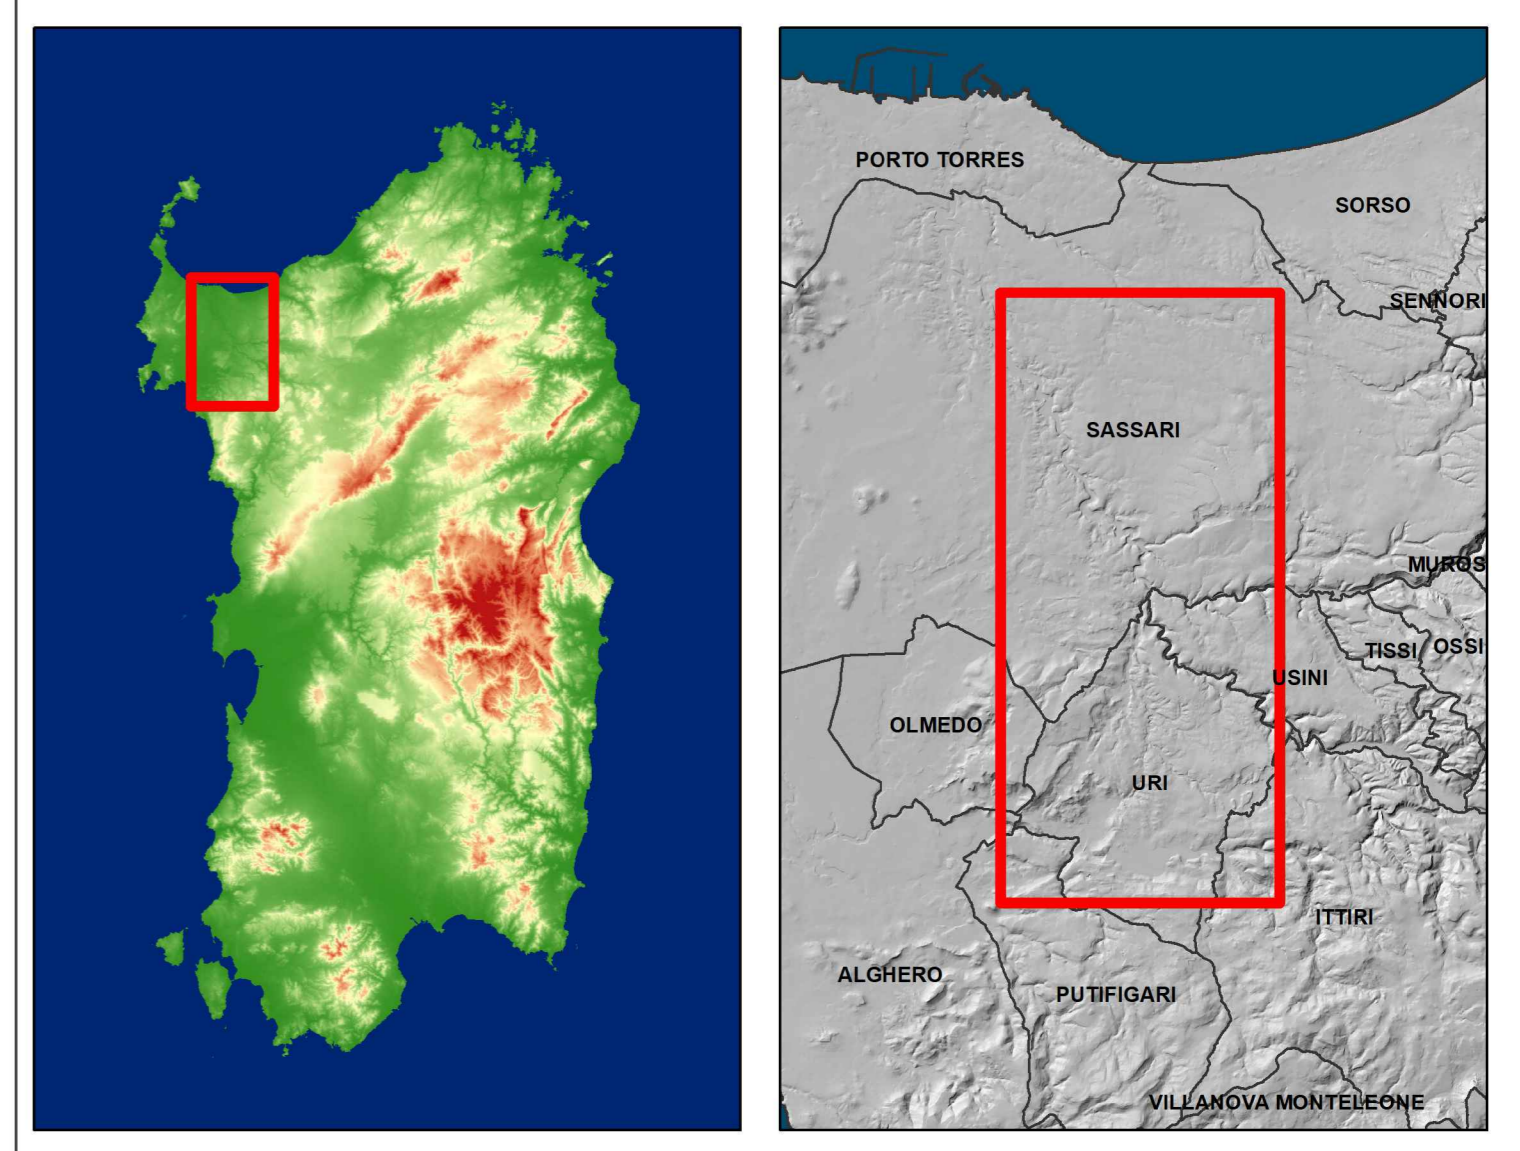 PORTO TORRES
SORSO
SENNORI
SASSARI
MUROS
TISSI
OSSI
USINI
OLMEDO
URI
ITTIRI
ALGHERO
PUTIFIGARI
VILLANOVA MONTELEONE